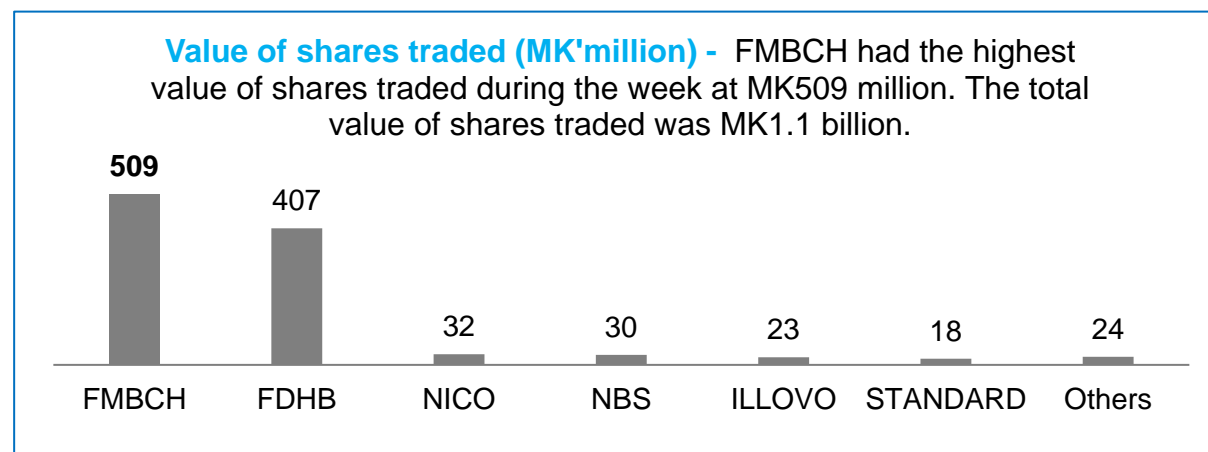 Value of shares traded (MK'million) - FMBCH had the highest
value of shares traded during the week at MK509 million. The total
value of shares traded was MK1.1 billion.
509
407
32
30
23
18
24
FMBCH
FDHB
NICO
NBS
ILLOVO
STANDARD
Others